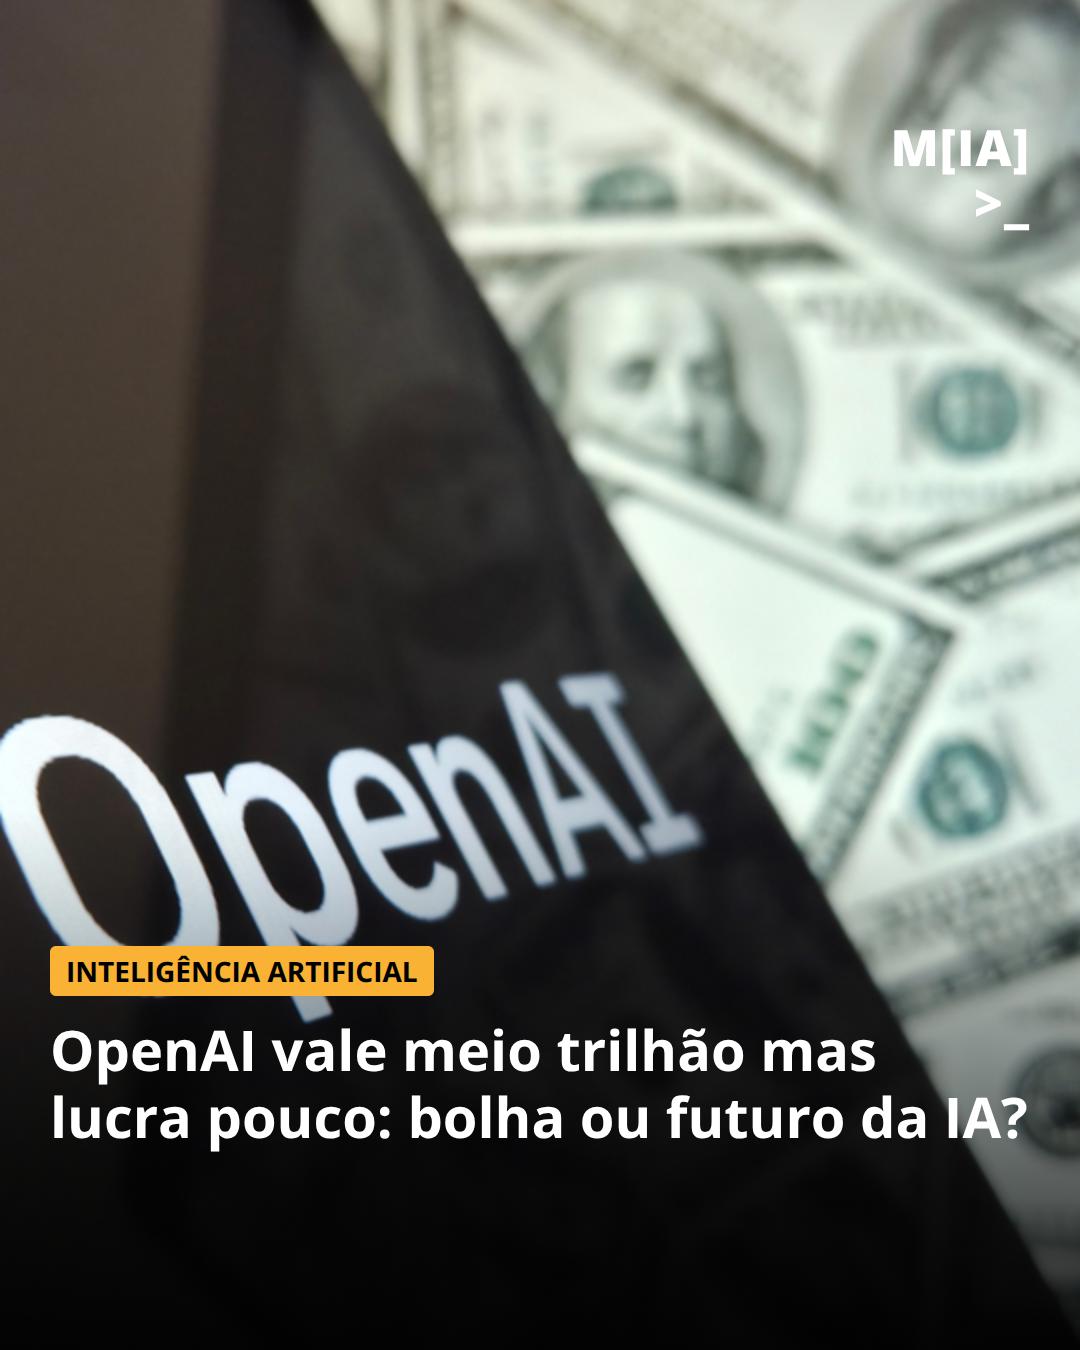 M[IA]
>_
OpenAI
INTELIGÊNCIA ARTIFICIAL
OpenAI vale meio trilhão mas
lucra pouco: bolha ou futuro da IA?